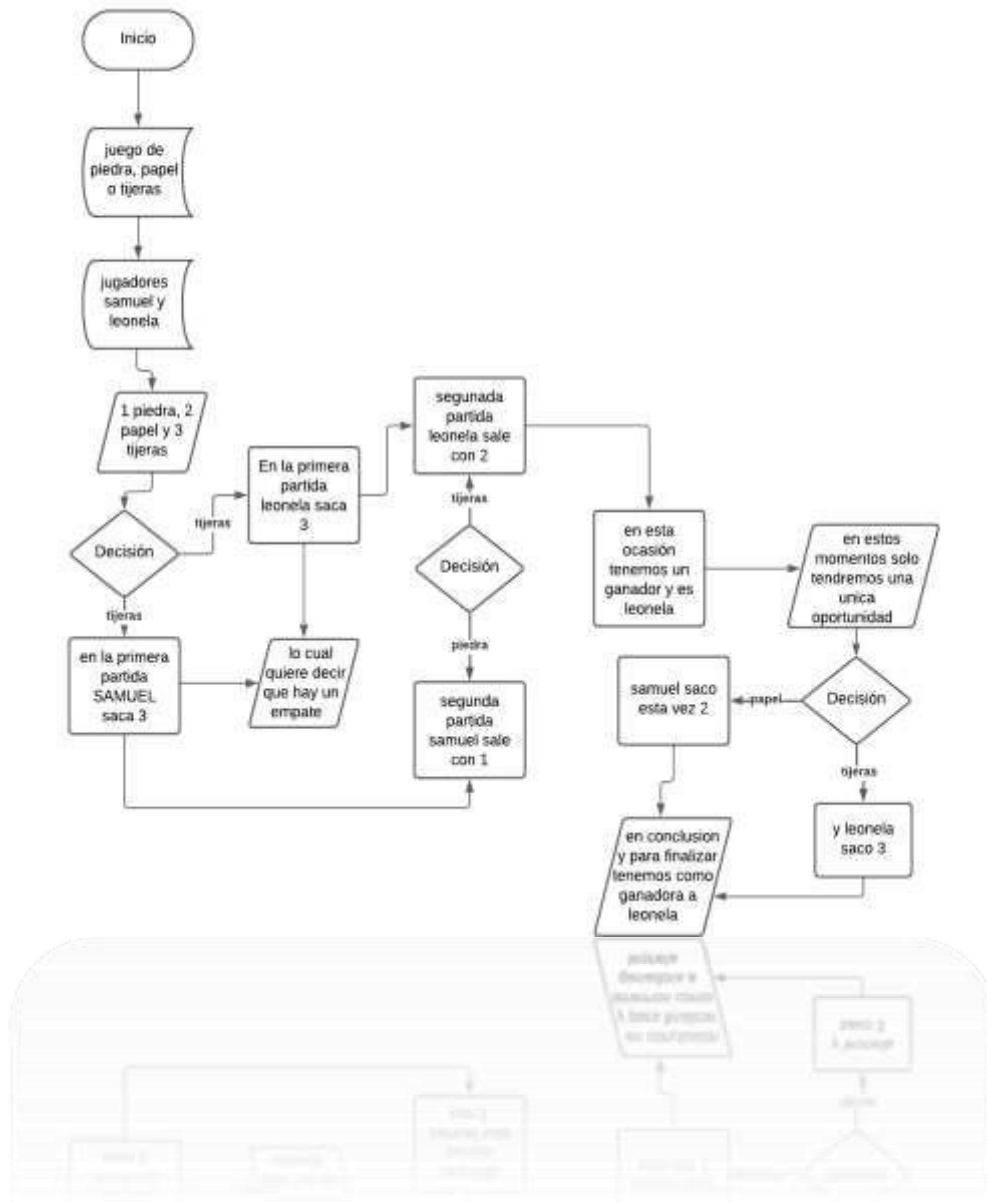 Inicio
juego de
piedra, papel
o tijeras
jugadores
samuel y
leonela
1 piedra, 2
papel y 3
tijeras
Decisión
tijeras
En la primera
partida
leonela saca
3
tijeras
en la primera
partida
SAMUEL
saca 3
lo cual
quiere decir
que hay un
empate
segunada
partida
leonela sale
con 2
tijeras
Decisión
piedra
segunda
partida
samuel sale
con 1
en esta
ocasión
tenemos un
ganador y es
leonela
en estos
momentos solo
tendremos una
unica
oportunidad
Decisión
papel
samuel saco
esta vez 2
tijeras
y leonela
saco 3
en conclusion
y para finalizar
tenemos como
ganadora a
leonela